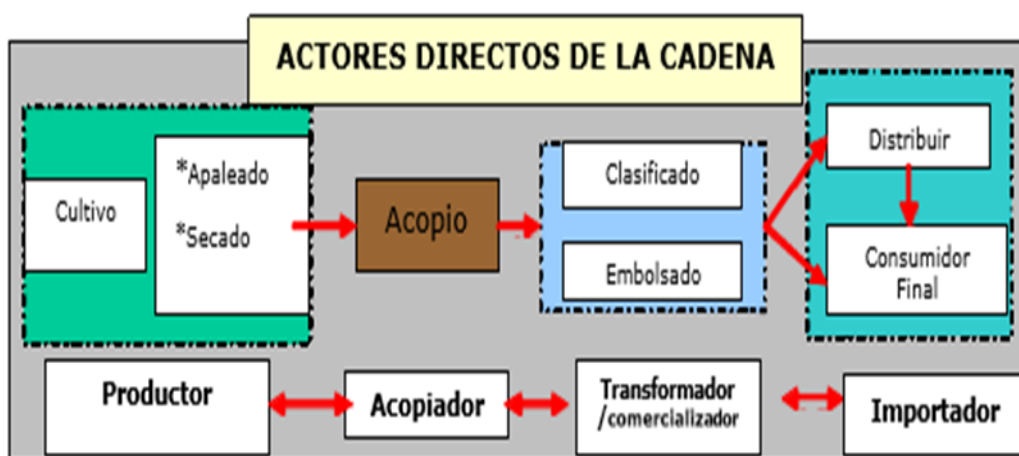 ACTORES DIRECTOS DE LA CADENA
Cultivo
*Apaleado
*Secado
Acopio
Clasificado
Embolsado
Distribuir
Consumidor
Final
Productor
Acopiador
Transformador
/comercializador
Importador